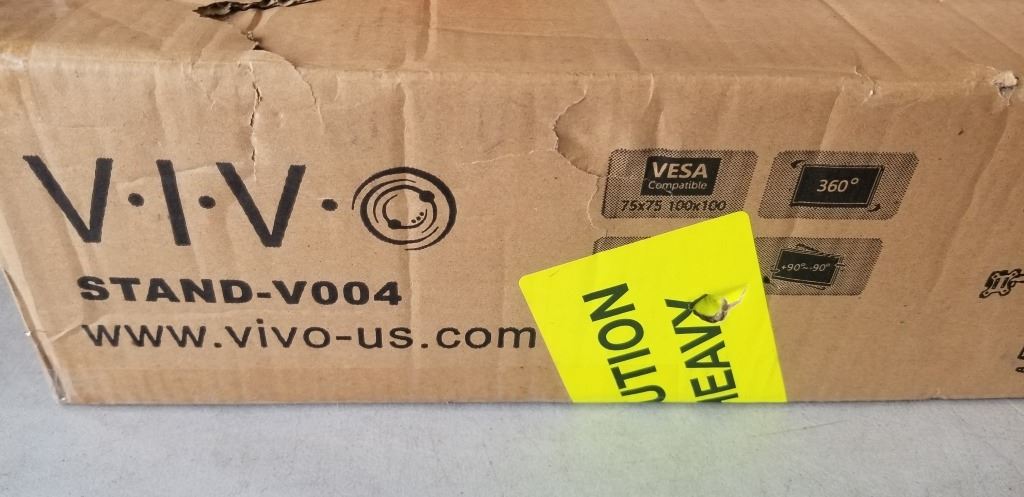 V·I·V·O
STAND-V004
www.vivo-us.com
VESA
Compatible
75x75 100x100
360°
+90°~-90°
UTION
HEAVY